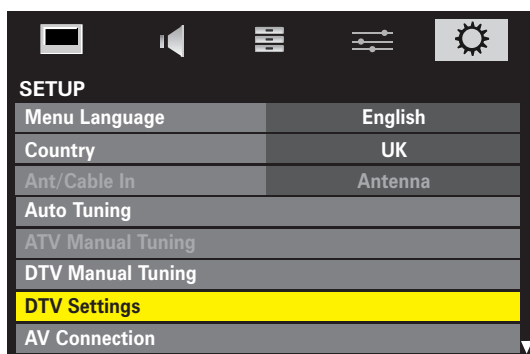 SETUP
Menu Language English
Country UK
Ant/Cable In Antenna
Auto Tuning
ATV Manual Tuning
DTV Manual Tuning
DTV Settings
AV Connection